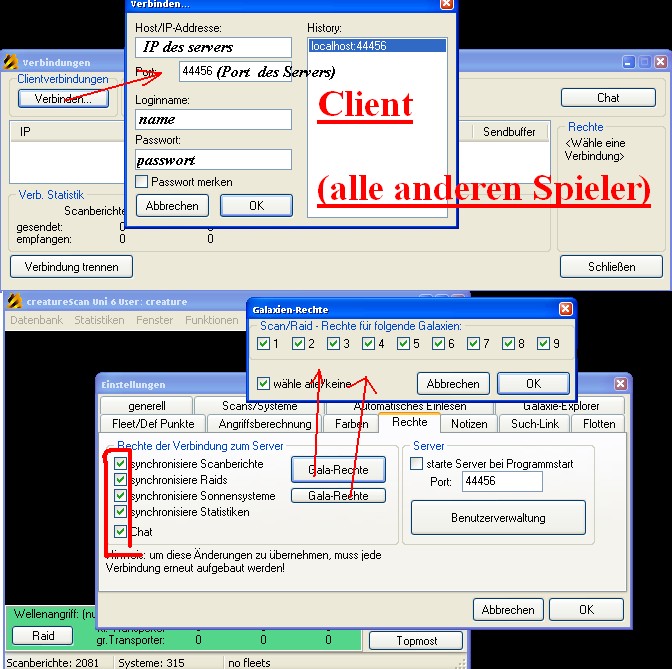 Verbinden...
Host/IP-Addresse:
History:
IP des servers
localhost:44456
Verbindungen
Port:
44456 (Port des Servers)
Clientverbindungen
Verbinden...
Client
Chat
Loginname:
name
IP
Sendbuffer
Rechte
<Wähle eine
Verbindung>
Passwort:
passwort
(alle anderen Spieler)
Passwort merken
Verb. Statistik
Abbrechen
OK
Scanberichte
gesendet:
0
0
empfangen:
0
0
Verbindung trennen
Schließen
creatureScan Uni 6 User: creature
Datenbank Statistiken Fenster Funktionen
Galaxien-Rechte
Scan/Raid - Rechte für folgende Galaxien:
1 2 3 4 5 6 7 8 9
wähle alle/keine
Abbrechen
OK
Einstellungen
generell
Scans/Systeme
Automatisches Einlesen
Galaxie-Explorer
Fleet/Def Punkte
Angriffsberechnung
Farben
Rechte
Notizen
Such-Link
Flotten
Rechte der Verbindung zum Server
Server
synchronisiere Scanberichte
Gala-Rechte
starte Server bei Programstart
synchronisiere Raids
Port:
44456
synchronisiere Sonnensysteme
Gala-Rechte
synchronisiere Statistiken
Benutzerverwaltung
Chat
Hinweis: um diese Änderungen zu übernehmen, muss jede
Verbindung erneut aufgebaut werden!
Abbrechen
OK
Wellenangriff: (nu
kl. Transporter:
0
0
0
Raid
gr.Transporter:
0
0
0
Topmost
Scanberichte: 2081
Systeme: 315
no fleets